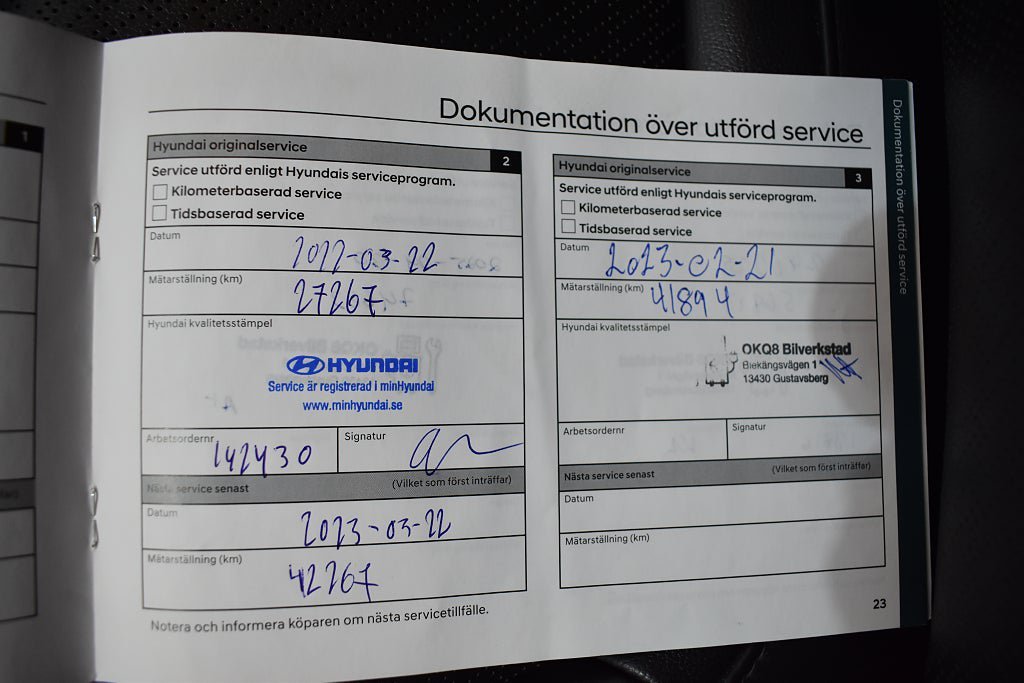 Dokumentation över utförd service
1
Hyundai originalservice 2
Service utförd enligt Hyundais serviceprogram.
Kilometerbaserad service
Tidsbaserad service
Datum
2022-03-22
Mätarställning (km)
27267
Hyundai kvalitetsstämpel
HYUNDAI
Service är registrerad i minHyundai
www.minhyundai.se
Arbetsordernr
142430
Signatur
Nästa service senast (Vilket som först inträffar)
Datum
2023-03-22
Mätarställning (km)
42267
Notera och informera köparen om nästa servicetillfälle.
Hyundai originalservice 3
Service utförd enligt Hyundais serviceprogram.
Kilometerbaserad service
Tidsbaserad service
Datum
2023-02-21
Mätarställning (km)
41894
Hyundai kvalitetsstämpel
OKQ8 Bilverkstad
Blekängsvägen 1
13430 Gustavsberg
Arbetsordernr
Signatur
Nästa service senast (Vilket som först inträffar)
Datum
Mätarställning (km)
23
Dokumentation över utförd service